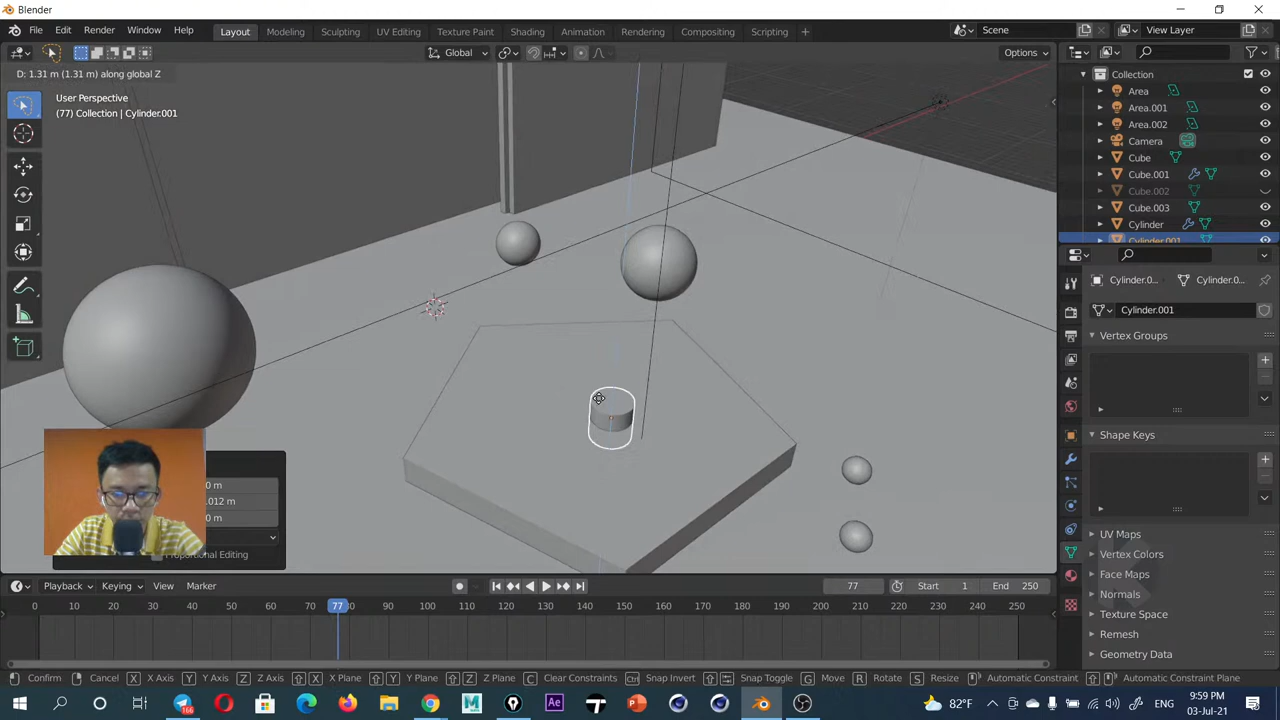 Blender
File Edit Render Window Help Layout Modeling Sculpting UV Editing Texture Paint Shading Animation Rendering Compositing Scripting + Scene View Layer
Global Options
D: 1.31 m (1.31 m) along global Z
User Perspective
(77) Collection | Cylinder.001
Collection
Area
Area.001
Area.002
Camera
Cube
Cube.001
Cube.002
Cube.003
Cylinder
Cylinder.001
Cylinder.0... Cylinder.0...
Cylinder.001
Vertex Groups
Shape Keys
UV Maps
Vertex Colors
Face Maps
Normals
Texture Space
Remesh
Geometry Data
0 m
.012 m
0 m
Proportional Editing
Playback Keying View Marker 77 Start 1 End 250
0 10 20 30 40 50 60 70 77 80 90 100 110 120 130 140 150 160 170 180 190 200 210 220 230 240 250
Confirm Cancel X X Axis Y Y Axis Z Z Axis X X Plane Y Y Plane Z Z Plane C Clear Constraints Ctrl Snap Invert Snap Toggle G Move R Rotate S Resize Automatic Constraint Automatic Constraint Plane
166 Ae 82°F 9:59 PM
03-Jul-21